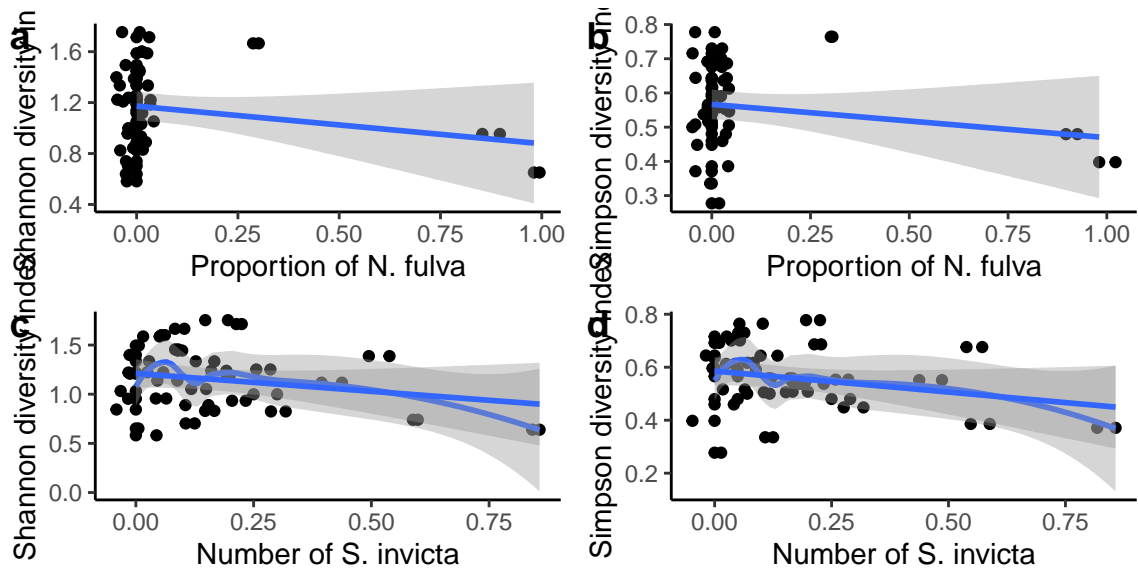 a
Shannon diversity in
1.6
1.2
0.8
0.4
0.00 0.25 0.50 0.75 1.00
Proportion of N. fulva
b
Simpson diversity ind
0.8
0.7
0.6
0.5
0.4
0.3
0.00 0.25 0.50 0.75 1.00
Proportion of N. fulva
c
Shannon diversity index
1.5
1.0
0.5
0.0
0.00 0.25 0.50 0.75
Number of S. invicta
d
Simpson diversity index
0.8
0.6
0.4
0.2
0.00 0.25 0.50 0.75
Number of S. invicta